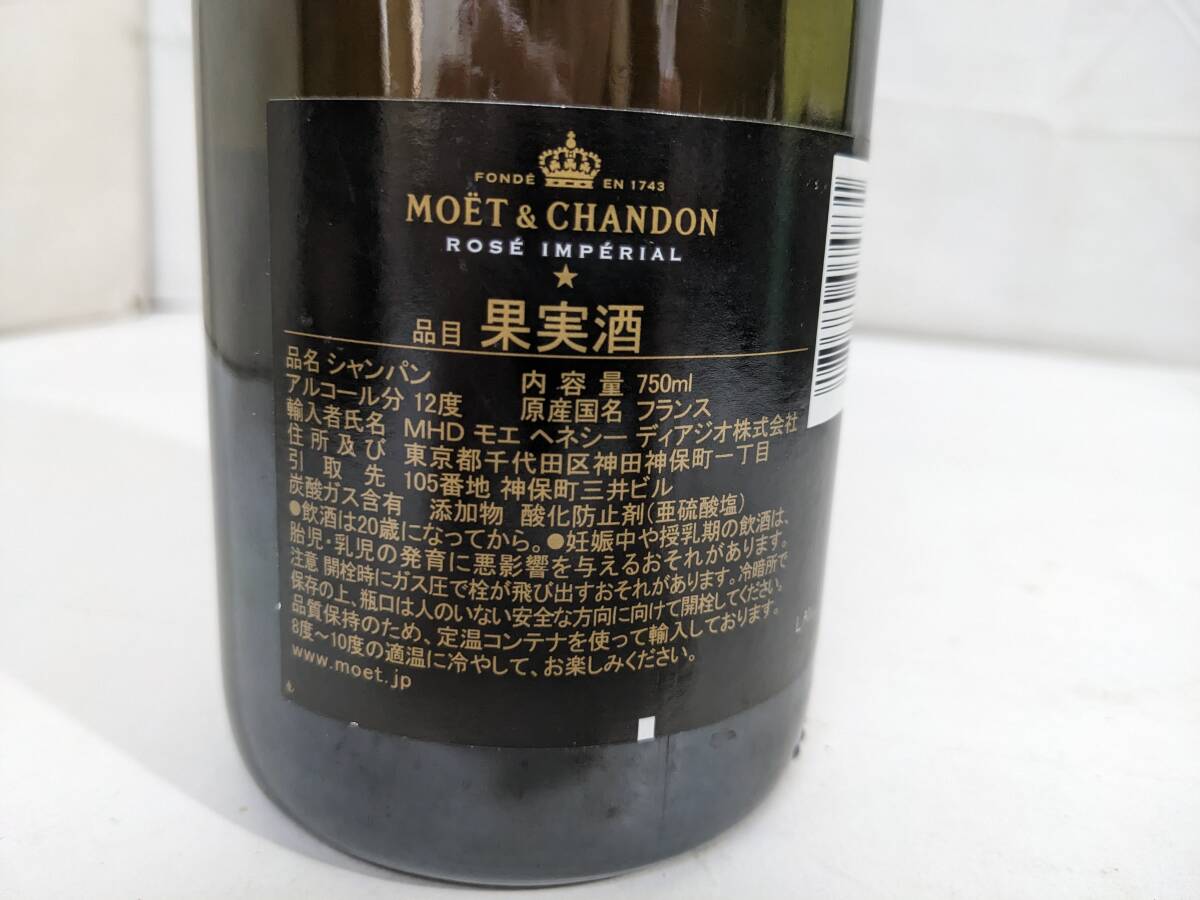 FONDÉ EN 1743
MOËT & CHANDON
ROSÉ IMPÉRIAL
品目 果実酒
品名 シャンパン 内容量 750ml
アルコール分 12度 原産国名 フランス
輸入者氏名 MHD モエ ヘネシー ディアジオ株式会社
住所及び 東京都千代田区神田神保町一丁目
引取先 105番地 神保町三井ビル
炭酸ガス含有 添加物 酸化防止剤(亜硫酸塩)
●飲酒は20歳になってから。●妊娠中や授乳期の飲酒は、
胎児・乳児の発育に悪影響を与えるおそれがあります。
注意 開栓時にガス圧で栓が飛び出すおそれがあります。冷暗所で
保存の上、瓶口は人のいない安全な方向に向けて開栓してください。
品質保持のため、定温コンテナを使って輸入しております。
8度～10度の適温に冷やして、お楽しみください。
www.moet.jp